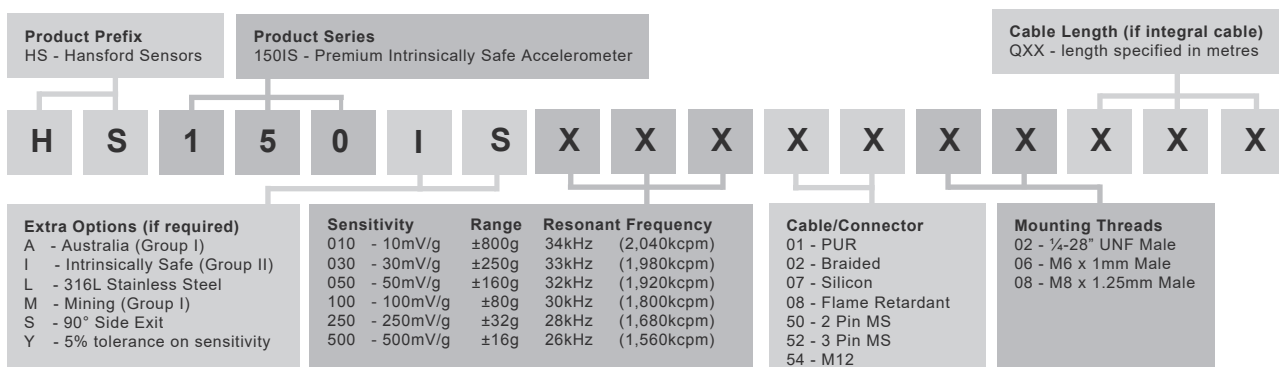 Product Prefix
HS - Hansford Sensors
Product Series
150IS - Premium Intrinsically Safe Accelerometer
Cable Length (if integral cable)
QXX - length specified in metres
H S 1 5 0 I S X X X X X X X X X X
Extra Options (if required)
A - Australia (Group I)
I - Intrinsically Safe (Group II)
L - 316L Stainless Steel
M - Mining (Group I)
S - 90° Side Exit
Y - 5% tolerance on sensitivity
Sensitivity Range Resonant Frequency
010 - 10mV/g ±800g 34kHz (2,040kcpm)
030 - 30mV/g ±250g 33kHz (1,980kcpm)
050 - 50mV/g ±160g 32kHz (1,920kcpm)
100 - 100mV/g ±80g 30kHz (1,800kcpm)
250 - 250mV/g ±32g 28kHz (1,680kcpm)
500 - 500mV/g ±16g 26kHz (1,560kcpm)
Cable/Connector
01 - PUR
02 - Braided
07 - Silicon
08 - Flame Retardant
50 - 2 Pin MS
52 - 3 Pin MS
54 - M12
Mounting Threads
02 - ¼-28” UNF Male
06 - M6 x 1mm Male
08 - M8 x 1.25mm Male